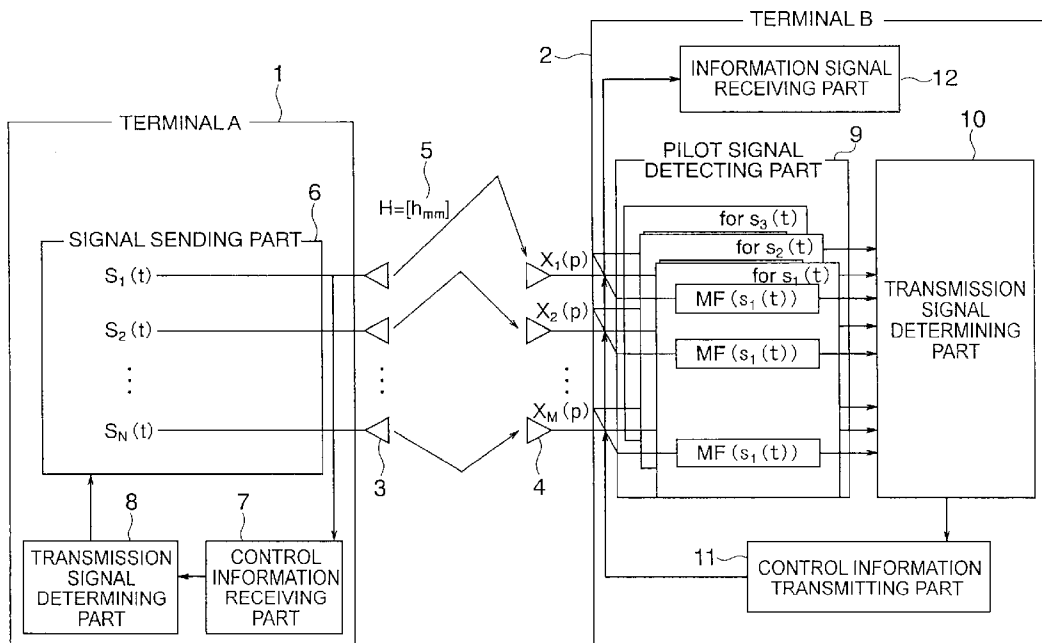 TERMINAL B
2
INFORMATION SIGNAL
RECEIVING PART
12
1
TERMINAL A
9
10
PILOT SIGNAL
DETECTING PART
5
H=[hmm]
6
SIGNAL SENDING PART
for s3(t)
for s2(t)
for s1(t)
S1(t)
X1(p)
MF(s1(t))
TRANSMISSION
SIGNAL
DETERMINING
PART
S2(t)
X2(p)
MF(s1(t))
SN(t)
XM(p)
MF(s1(t))
3
4
8
7
TRANSMISSION
SIGNAL
DETERMINING
PART
CONTROL
INFORMATION
RECEIVING
PART
11
CONTROL INFORMATION
TRANSMITTING PART